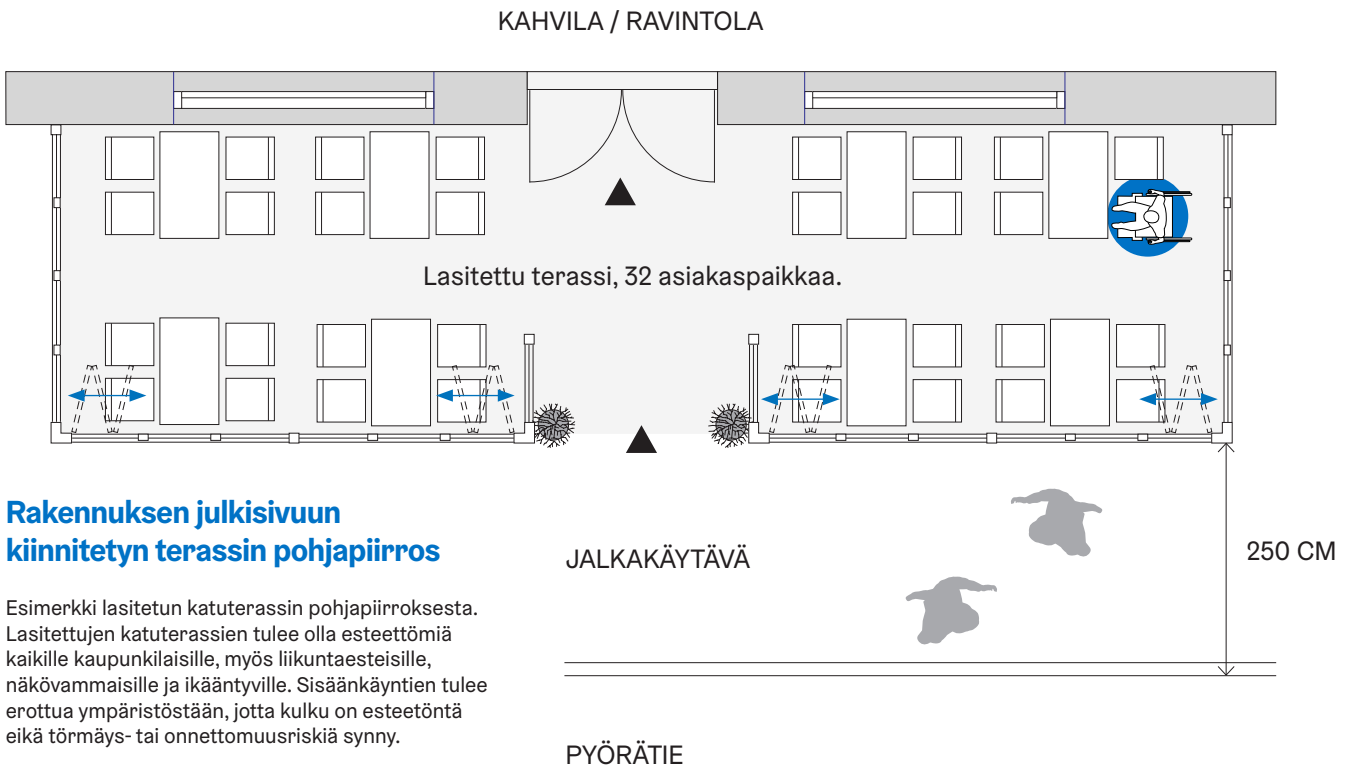 KAHVILA / RAVINTOLA
Lasitettu terassi, 32 asiakaspaikkaa.
Rakennuksen julkisivuun
kiinnitetyn terassin pohjapiirros
Esimerkki lasitetun katuterassin pohjapiirroksesta.
Lasitettujen katuterassien tulee olla esteettömiä
kaikille kaupunkilaisille, myös liikuntaesteisille,
näkövammaisille ja ikääntyville. Sisäänkäyntien tulee
erottua ympäristöstään, jotta kulku on esteetöntä
eikä törmäys- tai onnettomuusriskiä synny.
JALKAKÄYTÄVÄ
250 CM
PYÖRÄTIE